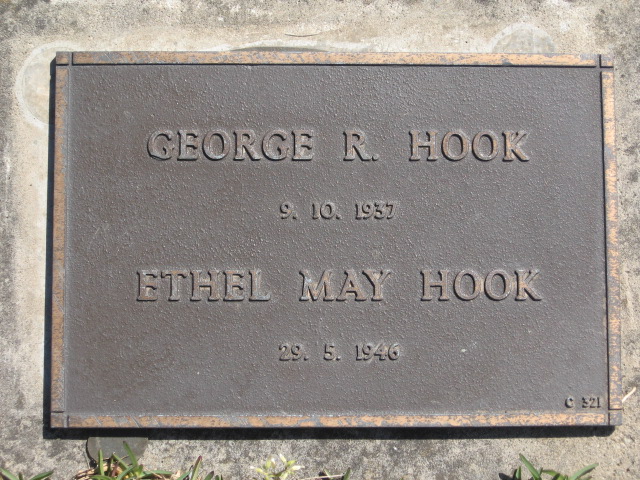 GEORGE R. HOOK
9. 10. 1937
ETHEL MAY HOOK
29. 5. 1946
C 321